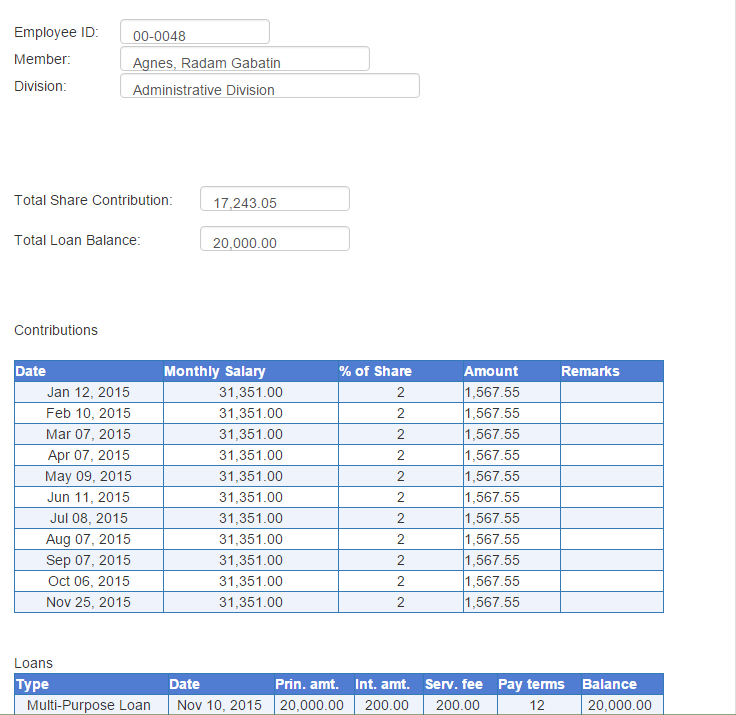 Employee ID: 00-0048
Member: Agnes, Radam Gabatin
Division: Administrative Division
Total Share Contribution: 17,243.05
Total Loan Balance: 20,000.00
Contributions
Date Monthly Salary % of Share Amount Remarks
Jan 12, 2015 31,351.00 2 1,567.55
Feb 10, 2015 31,351.00 2 1,567.55
Mar 07, 2015 31,351.00 2 1,567.55
Apr 07, 2015 31,351.00 2 1,567.55
May 09, 2015 31,351.00 2 1,567.55
Jun 11, 2015 31,351.00 2 1,567.55
Jul 08, 2015 31,351.00 2 1,567.55
Aug 07, 2015 31,351.00 2 1,567.55
Sep 07, 2015 31,351.00 2 1,567.55
Oct 06, 2015 31,351.00 2 1,567.55
Nov 25, 2015 31,351.00 2 1,567.55
Loans
Type Date Prin. amt. Int. amt. Serv. fee Pay terms Balance
Multi-Purpose Loan Nov 10, 2015 20,000.00 200.00 200.00 12 20,000.00